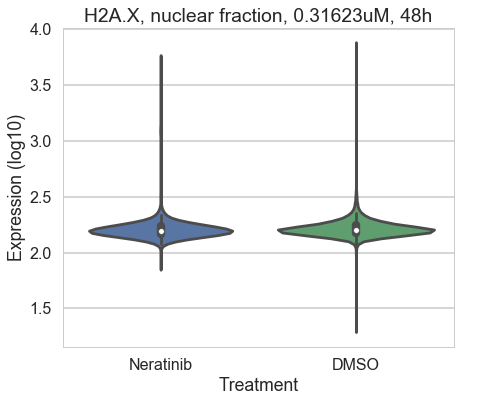 H2A.X, nuclear fraction, 0.31623uM, 48h
Expression (log10)
4.0
3.5
3.0
2.5
2.0
1.5
Neratinib DMSO
Treatment